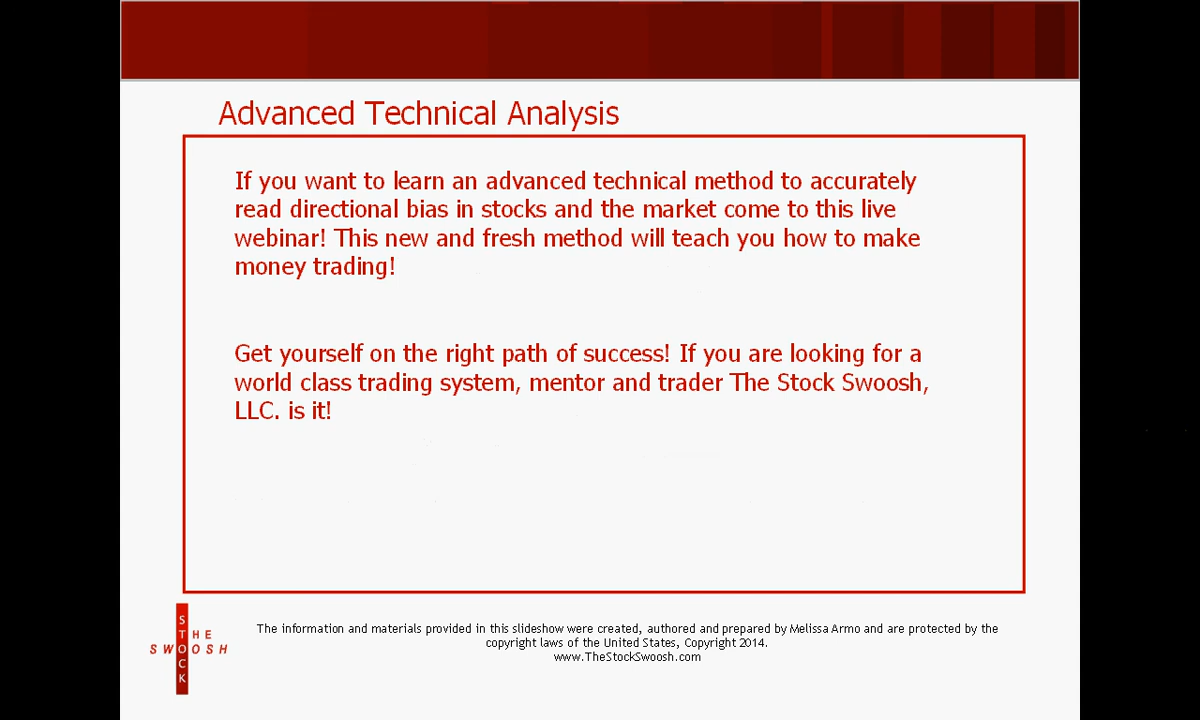 Advanced Technical Analysis
If you want to learn an advanced technical method to accurately
read directional bias in stocks and the market come to this live
webinar! This new and fresh method will teach you how to make
money trading!
Get yourself on the right path of success! If you are looking for a
world class trading system, mentor and trader The Stock Swoosh,
LLC. is it!
THE
STOCK
SWOOSH
The information and materials provided in this slideshow were created, authored and prepared by Melissa Armo and are protected by the
copyright laws of the United States, Copyright 2014.
www.TheStockSwoosh.com